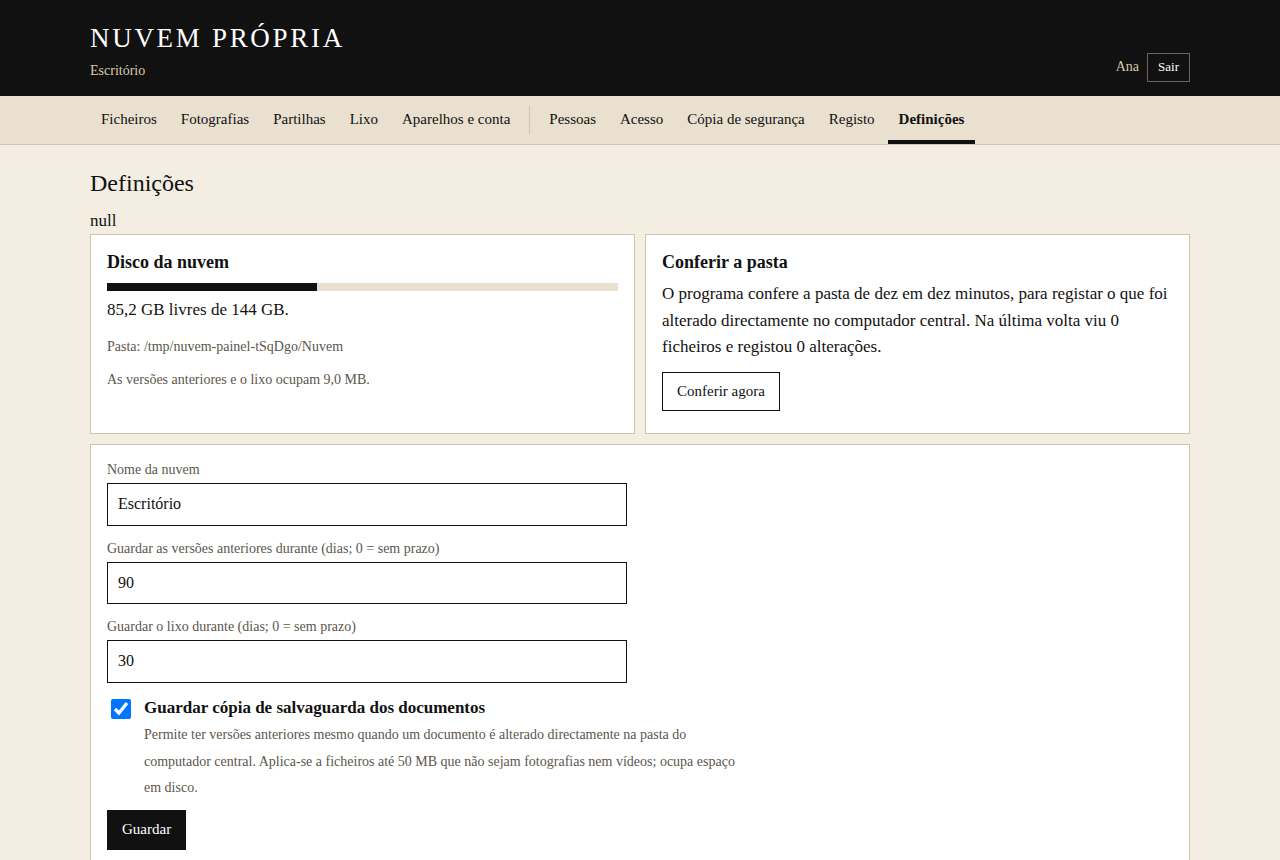 NUVEM PRÓPRIA
Escritório
Ana
Sair
Ficheiros
Fotografias
Partilhas
Lixo
Aparelhos e conta
Pessoas
Acesso
Cópia de segurança
Registo
Definições
Definições
null
Disco da nuvem
85,2 GB livres de 144 GB.
Pasta: /tmp/nuvem-painel-tSqDgo/Nuvem
As versões anteriores e o lixo ocupam 9,0 MB.
Conferir a pasta
O programa confere a pasta de dez em dez minutos, para registar o que foi
alterado directamente no computador central. Na última volta viu 0
ficheiros e registou 0 alterações.
Conferir agora
Nome da nuvem
Escritório
Guardar as versões anteriores durante (dias; 0 = sem prazo)
90
Guardar o lixo durante (dias; 0 = sem prazo)
30
Guardar cópia de salvaguarda dos documentos
Permite ter versões anteriores mesmo quando um documento é alterado directamente na pasta do
computador central. Aplica-se a ficheiros até 50 MB que não sejam fotografias nem vídeos; ocupa espaço
em disco.
Guardar